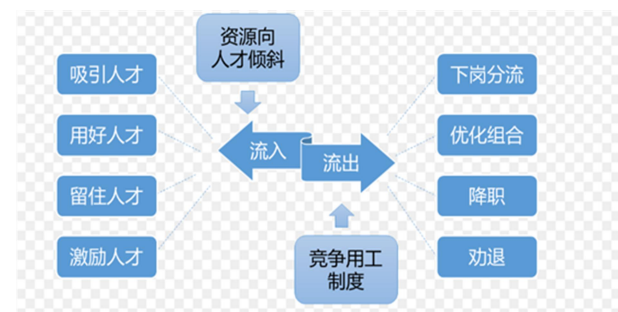 资源向
人才倾斜
吸引人才
用好人才
留住人才
激励人才
流入
流出
下岗分流
优化组合
降职
劝退
竞争用工
制度